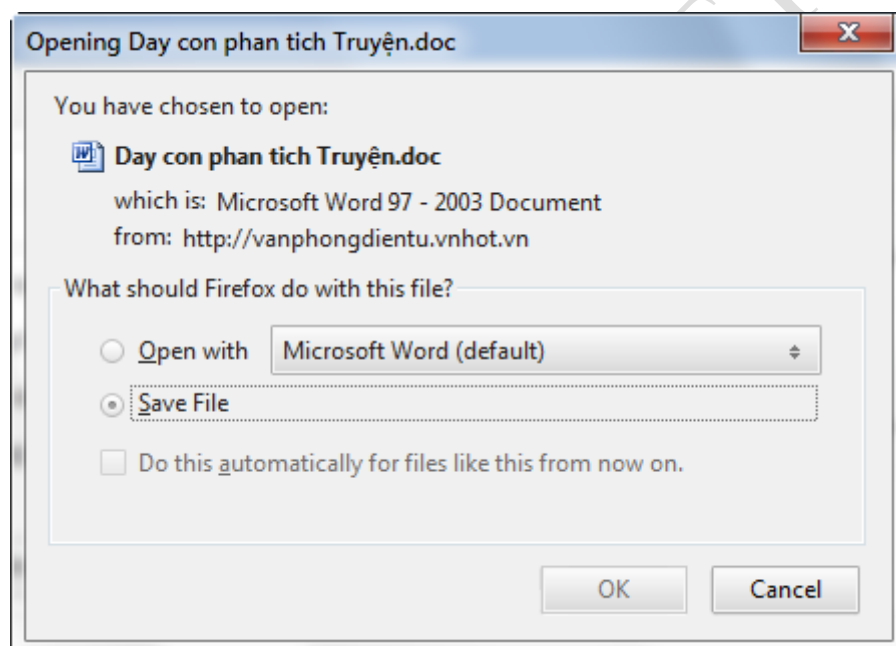 Opening Day con phan tich Truyện.doc
You have chosen to open:
Day con phan tich Truyện.doc
which is: Microsoft Word 97 - 2003 Document
from: http://vanphongdientu.vnhot.vn
What should Firefox do with this file?
Open with Microsoft Word (default)
Save File
Do this automatically for files like this from now on.
OK Cancel